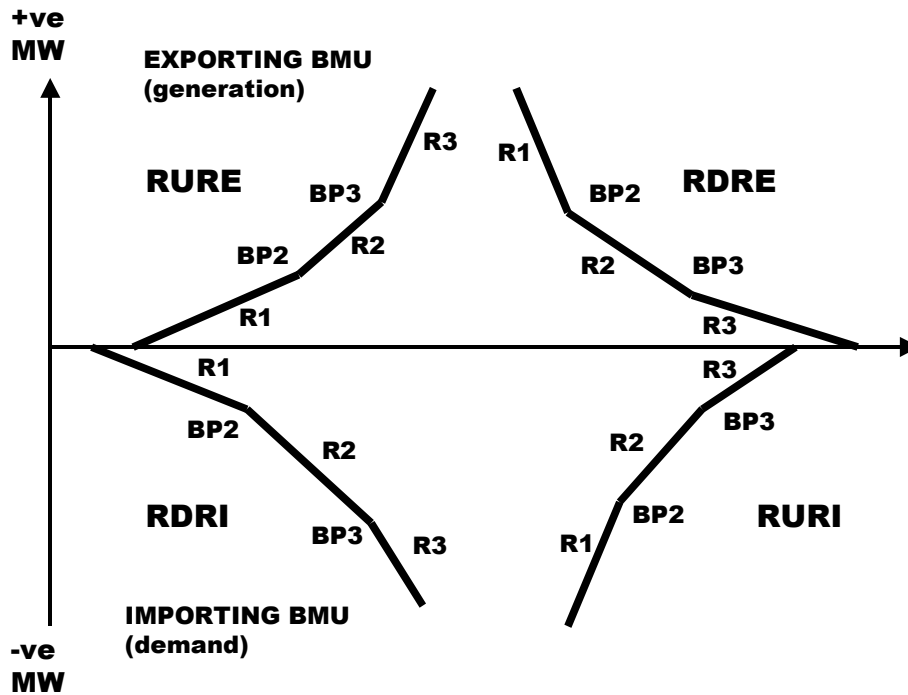 +ve
MW
EXPORTING BMU
(generation)
R3
R1
RURE
BP3
BP2
RDRE
R2
BP2
R2
BP3
R1
R3
R1
R3
BP2
R2
R2
BP3
RDRI
BP3
R3
R1
BP2
RURI
IMPORTING BMU
(demand)
-ve
MW